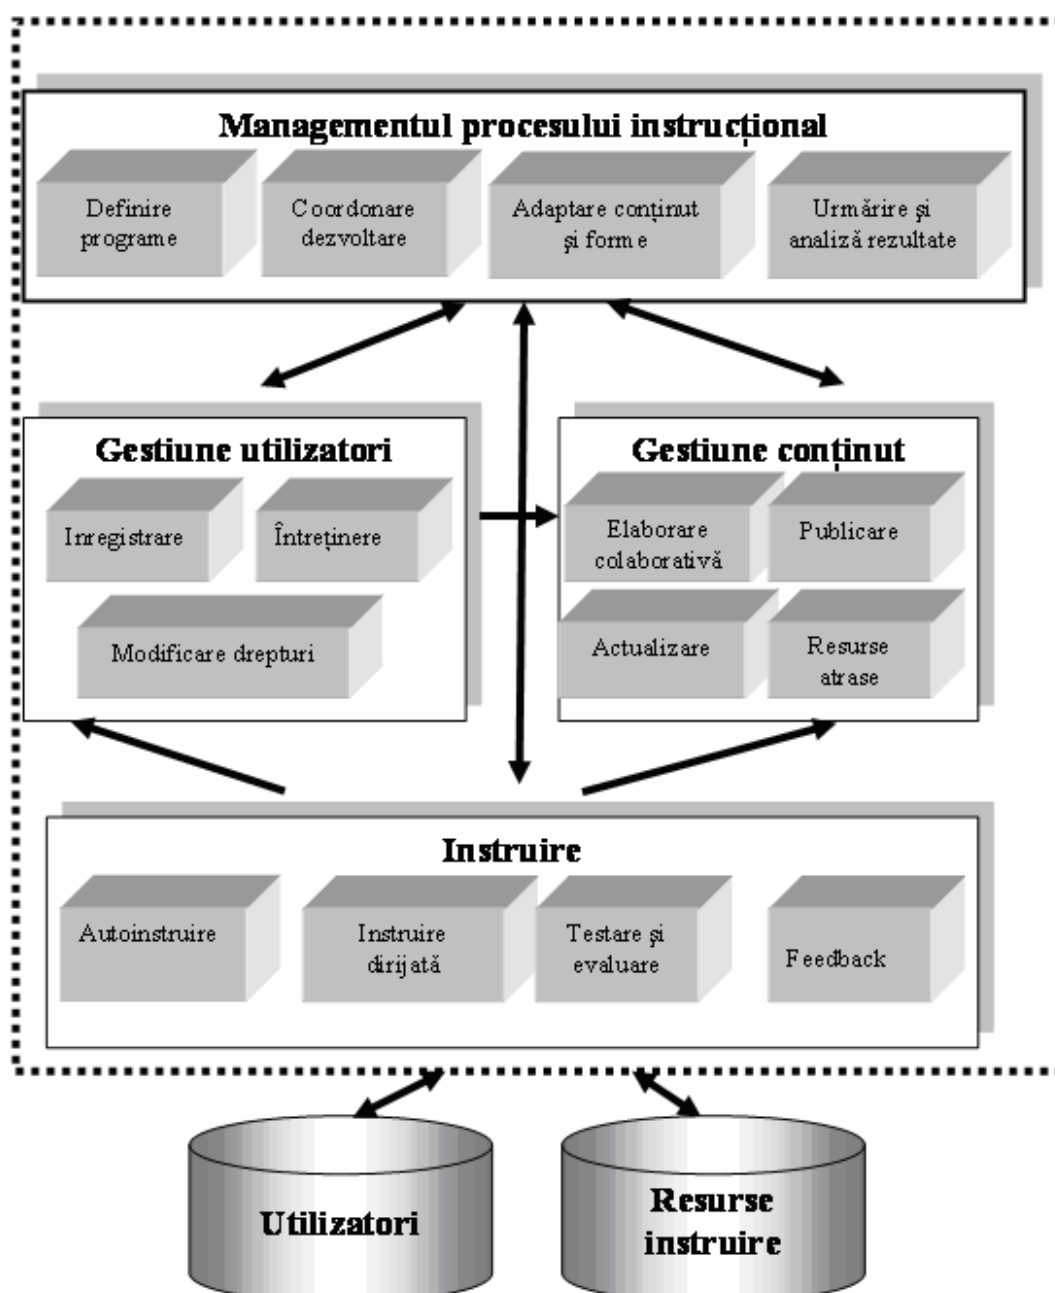 Managementul procesului instrucțional
Definire
programe
Coordonare
dezvoltare
Adaptare conținut
și forme
Urmărire și
analiză rezultate
Gestiune utilizatori
Inregistrare
Întreținere
Modificare drepturi
Gestiune conținut
Elaborare
colaborativă
Publicare
Actualizare
Resurse
atrase
Instruire
Autoinstruire
Instruire
dirijată
Testare și
evaluare
Feedback
Utilizatori
Resurse
instruire